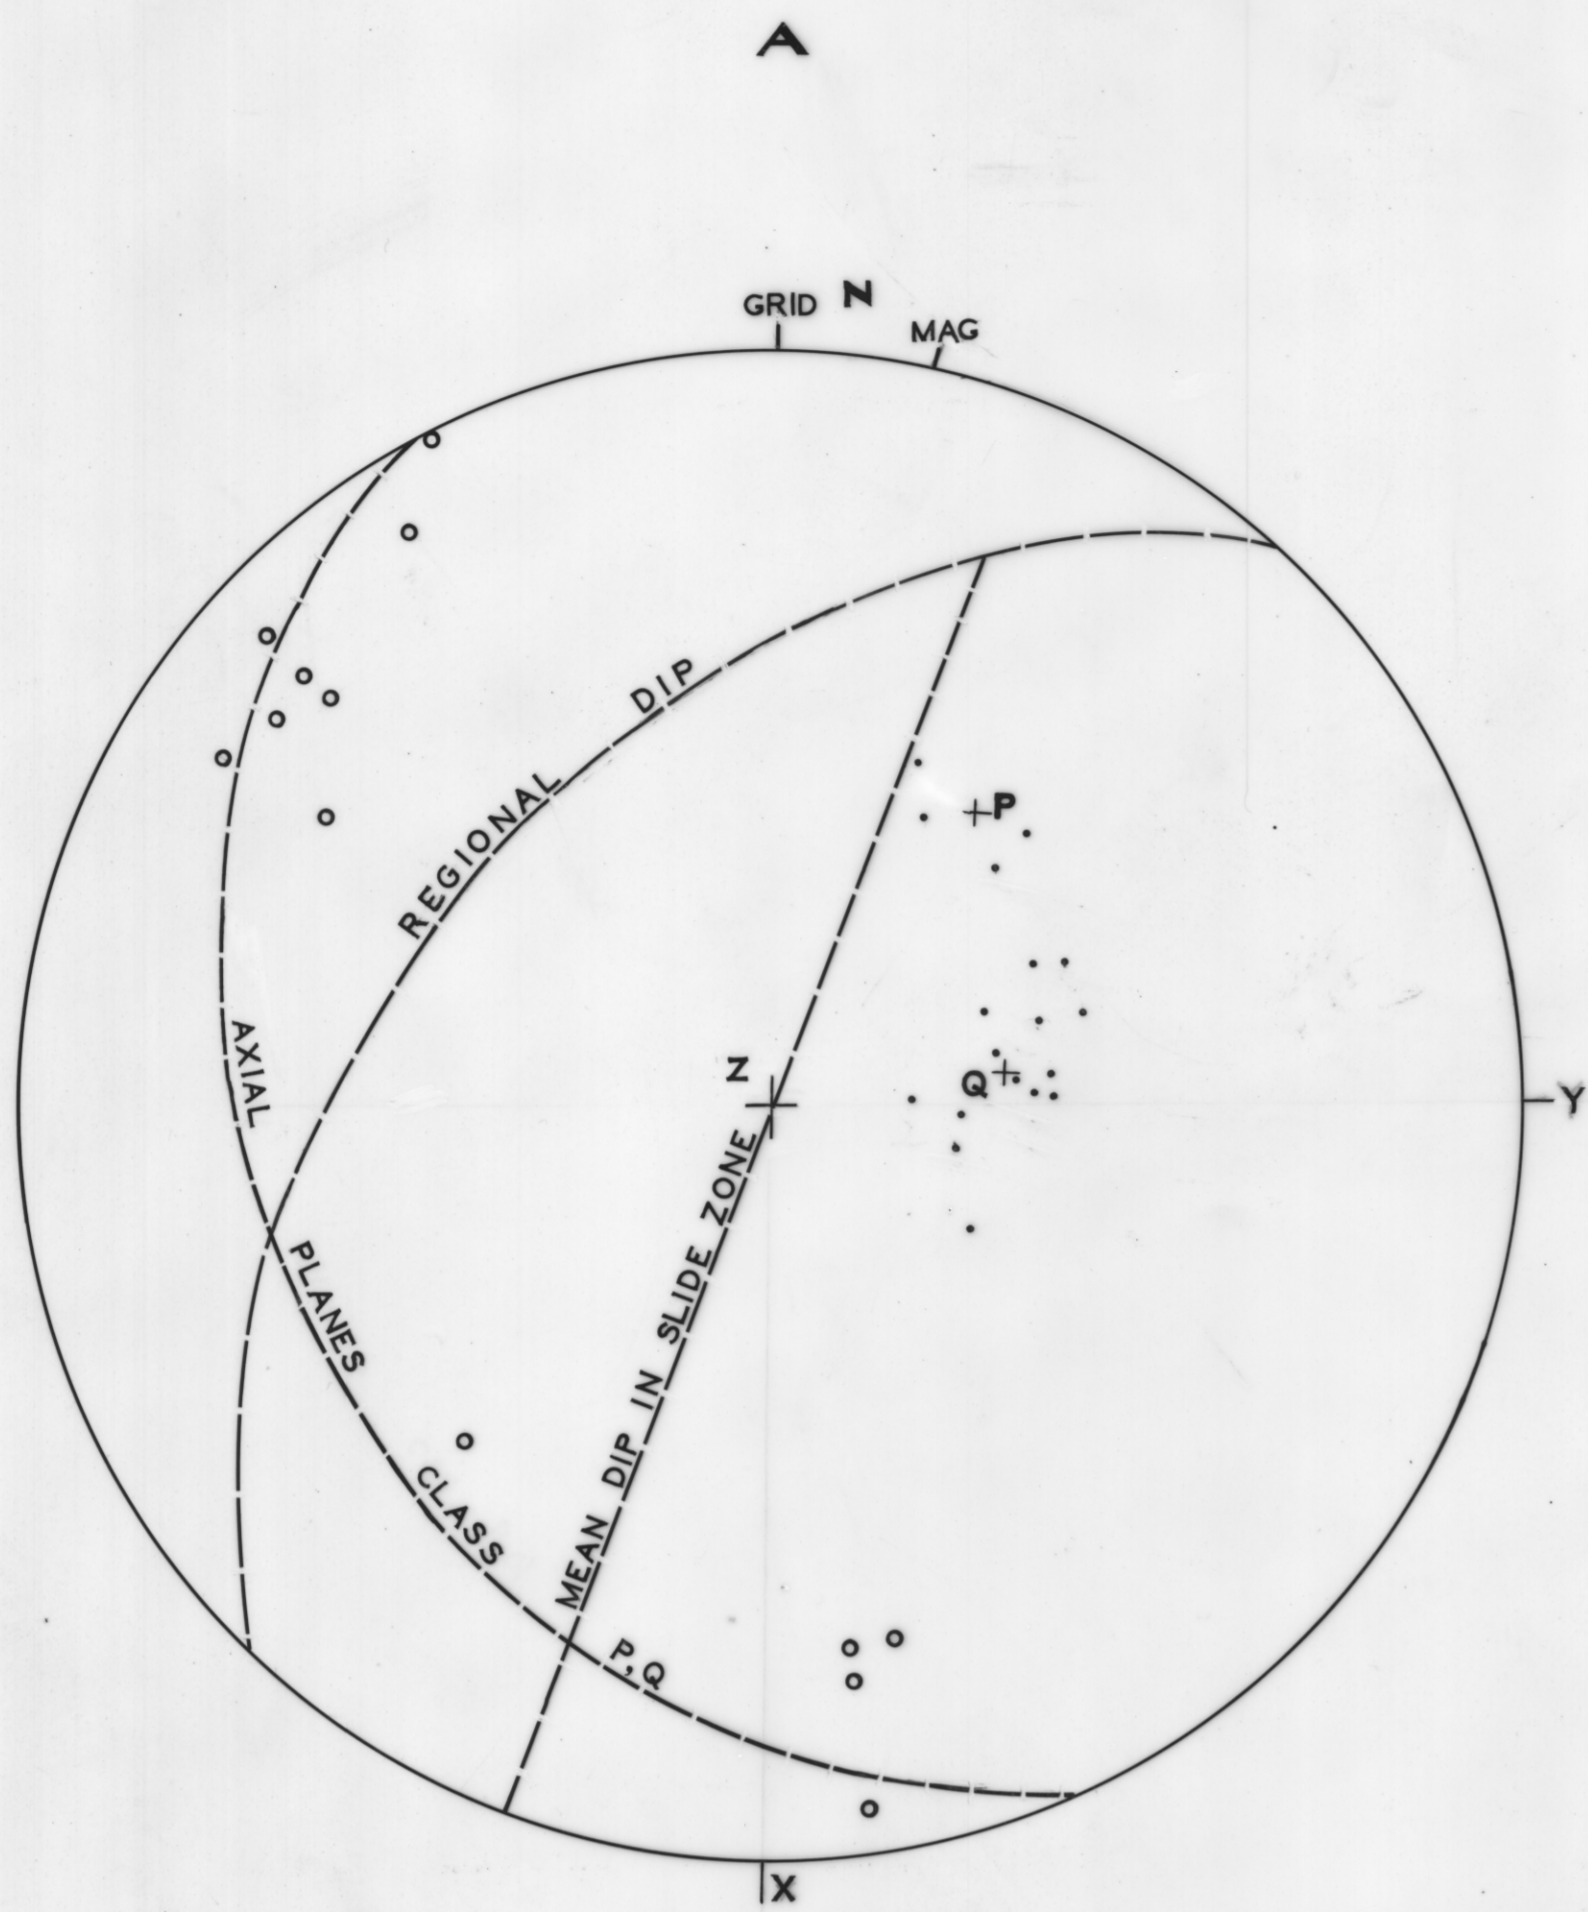 A
GRID N
MAG
DIP
REGIONAL
P
AXIAL
Z
Q
Y
PLANES
MEAN DIP IN SLIDE ZONE
CLASS
P,Q
X